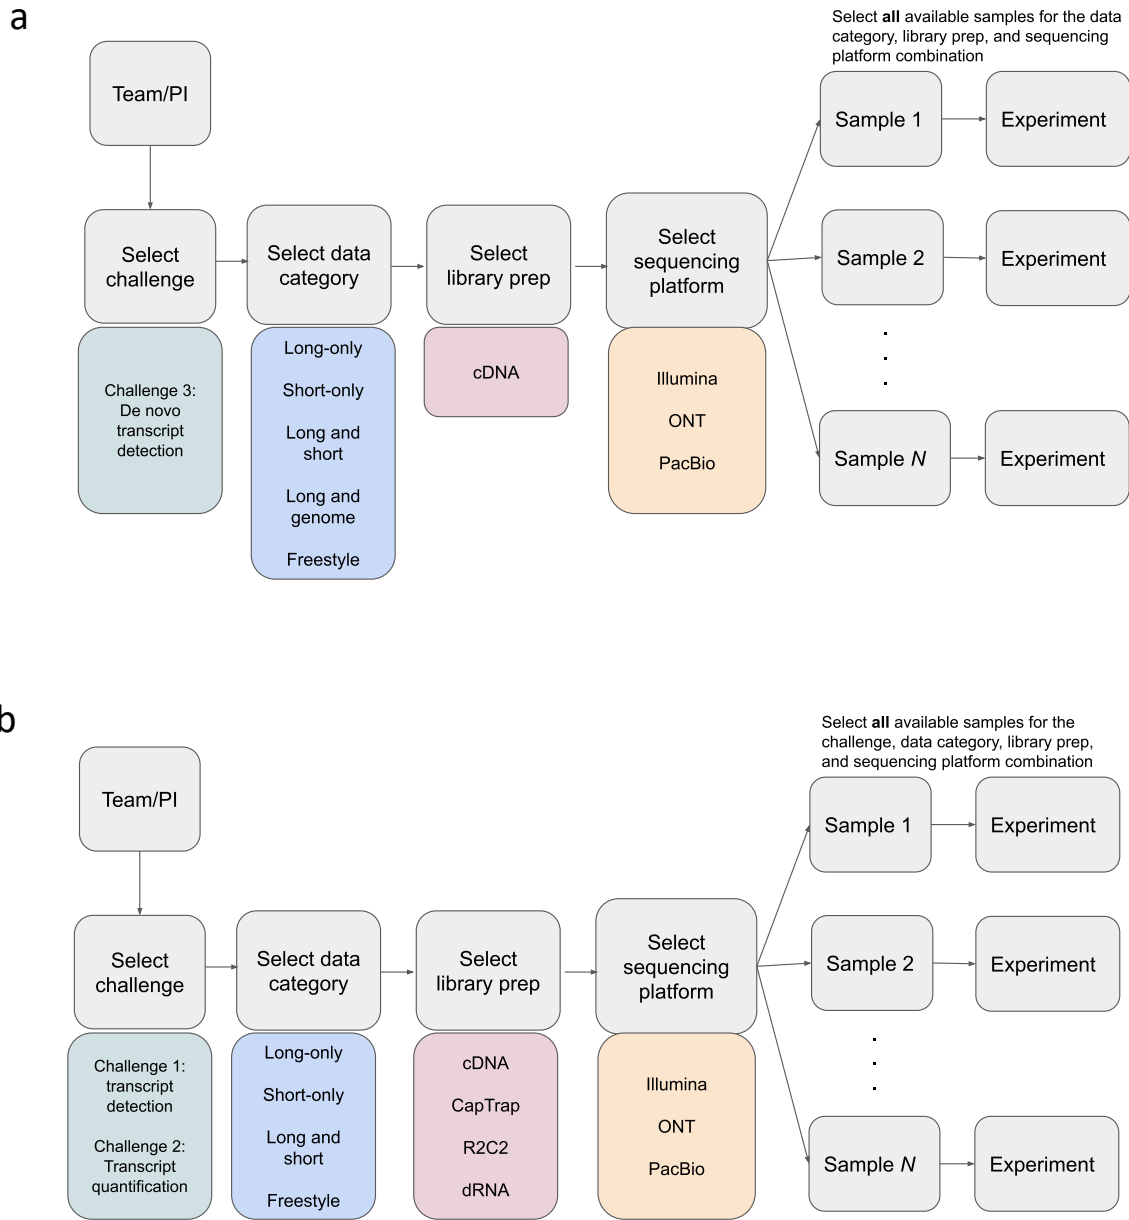 a
Select all available samples for the data
category, library prep, and sequencing
platform combination
Team/PI
Sample 1
Experiment
Select
challenge
Select data
category
Select
library prep
Select
sequencing
platform
Sample 2
Experiment
.
.
.
Sample N
Experiment
Challenge 3:
De novo
transcript
detection
Long-only
Short-only
Long and
short
Long and
genome
Freestyle
cDNA
Illumina
ONT
PacBio
b
Select all available samples for the
challenge, data category, library prep,
and sequencing platform combination
Team/PI
Sample 1
Experiment
Select
challenge
Select data
category
Select
library prep
Select
sequencing
platform
Sample 2
Experiment
.
.
.
Sample N
Experiment
Challenge 1:
transcript
detection
Challenge 2:
Transcript
quantification
Long-only
Short-only
Long and
short
Freestyle
cDNA
CapTrap
R2C2
dRNA
Illumina
ONT
PacBio